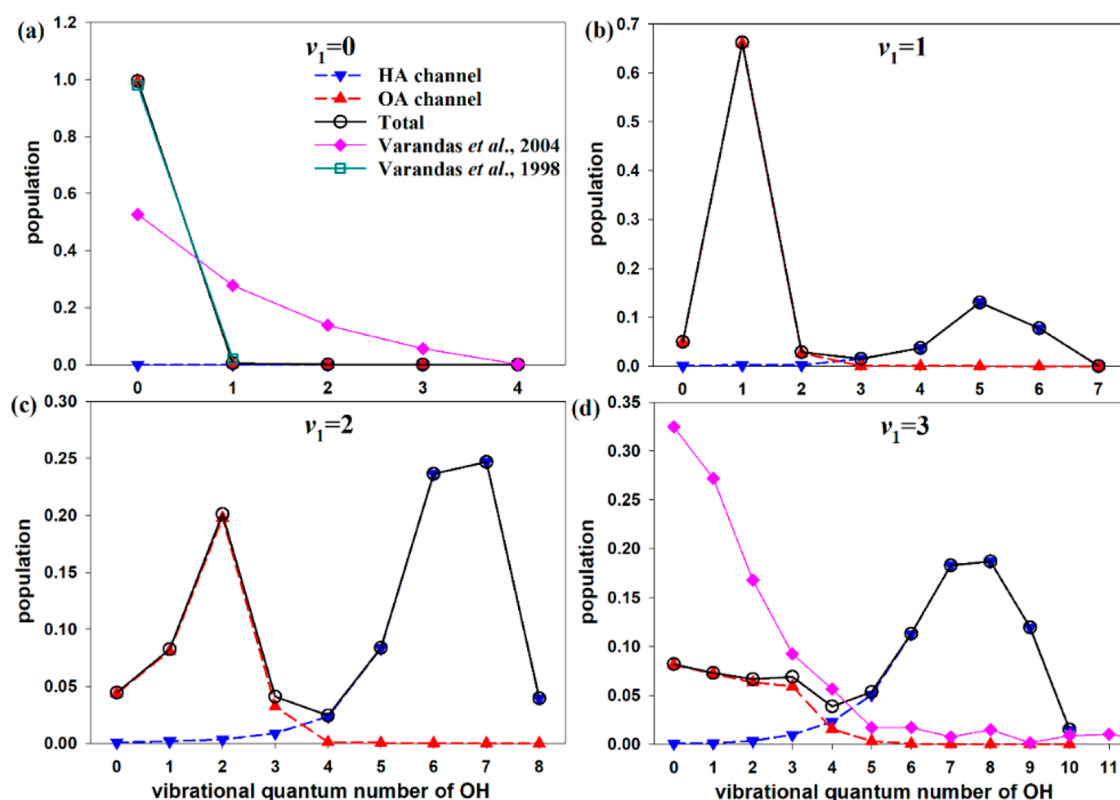 (a)
v₁=0
HA channel
OA channel
Total
Varandas et al., 2004
Varandas et al., 1998
population
1.2
1.0
0.8
0.6
0.4
0.2
0.0
0 1 2 3 4
(b)
v₁=1
population
0.7
0.6
0.5
0.4
0.3
0.2
0.1
0.0
0 1 2 3 4 5 6 7
(c)
v₁=2
population
0.30
0.25
0.20
0.15
0.10
0.05
0.00
0 1 2 3 4 5 6 7 8
vibrational quantum number of OH
(d)
v₁=3
population
0.35
0.30
0.25
0.20
0.15
0.10
0.05
0.00
0 1 2 3 4 5 6 7 8 9 10 11
vibrational quantum number of OH